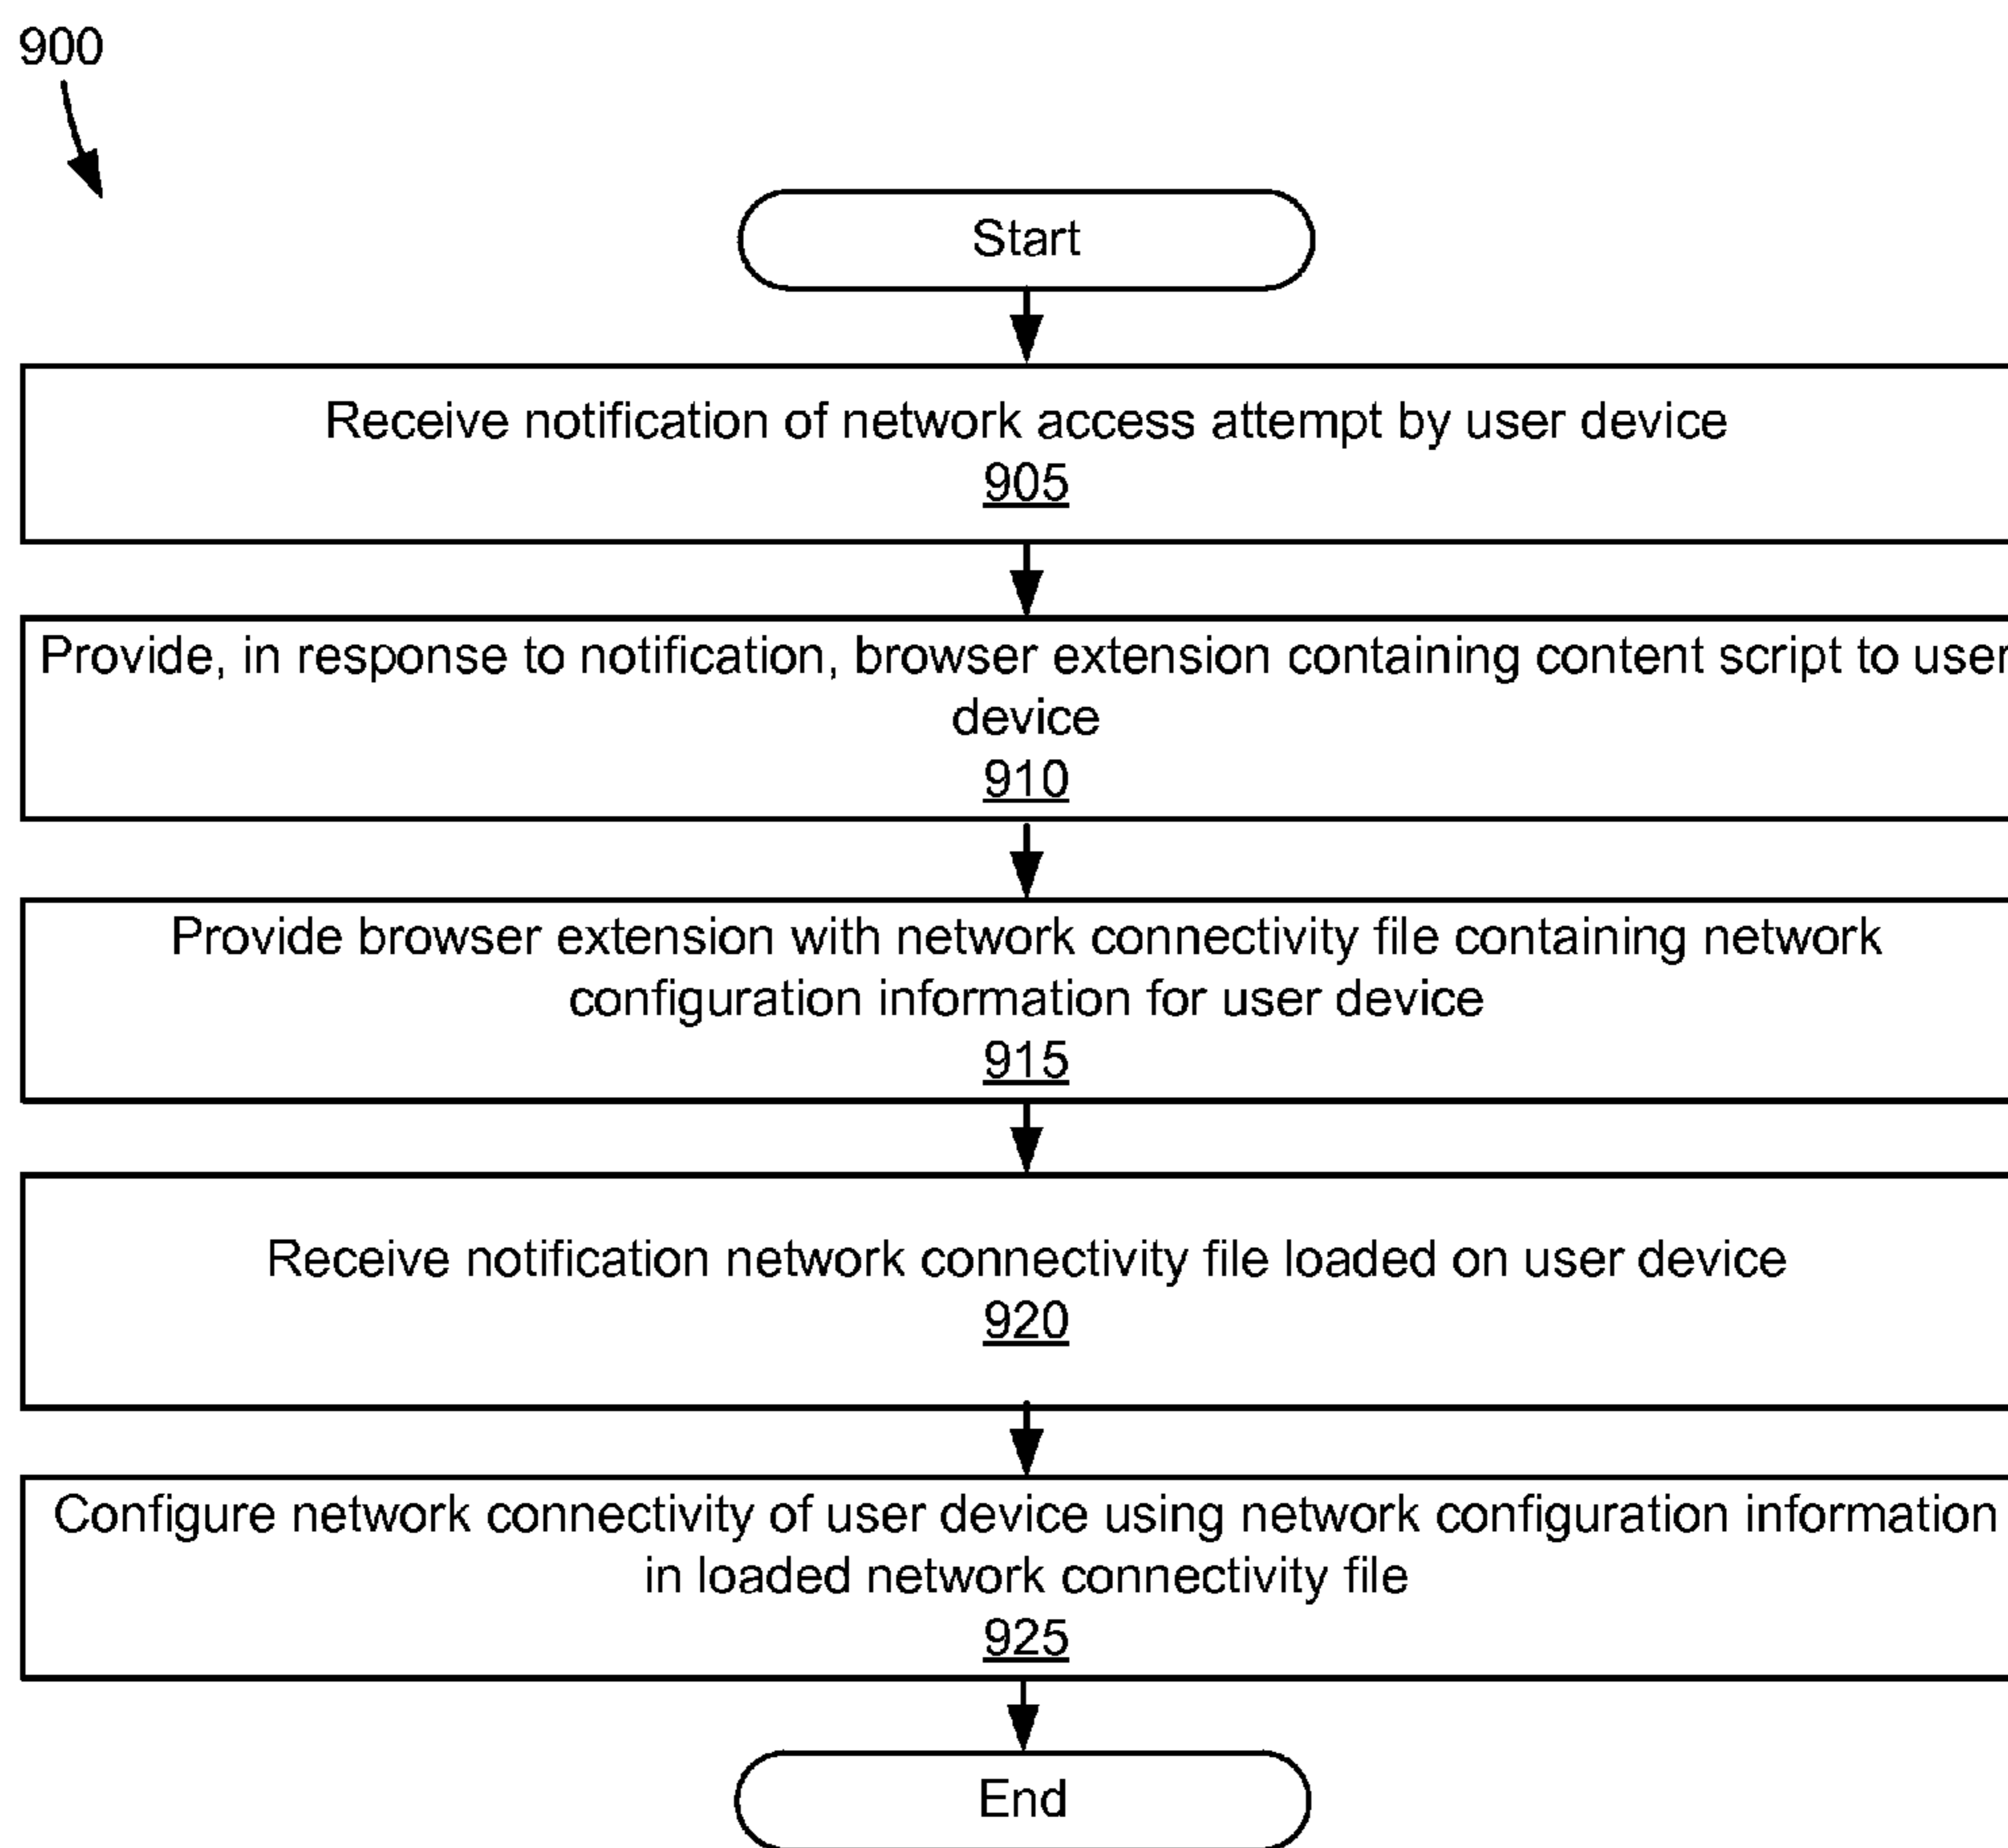 900
Start
Receive notification of network access attempt by user device
905
Provide, in response to notification, browser extension containing content script to user
device
910
Provide browser extension with network connectivity file containing network
configuration information for user device
915
Receive notification network connectivity file loaded on user device
920
Configure network connectivity of user device using network configuration information
in loaded network connectivity file
925
End